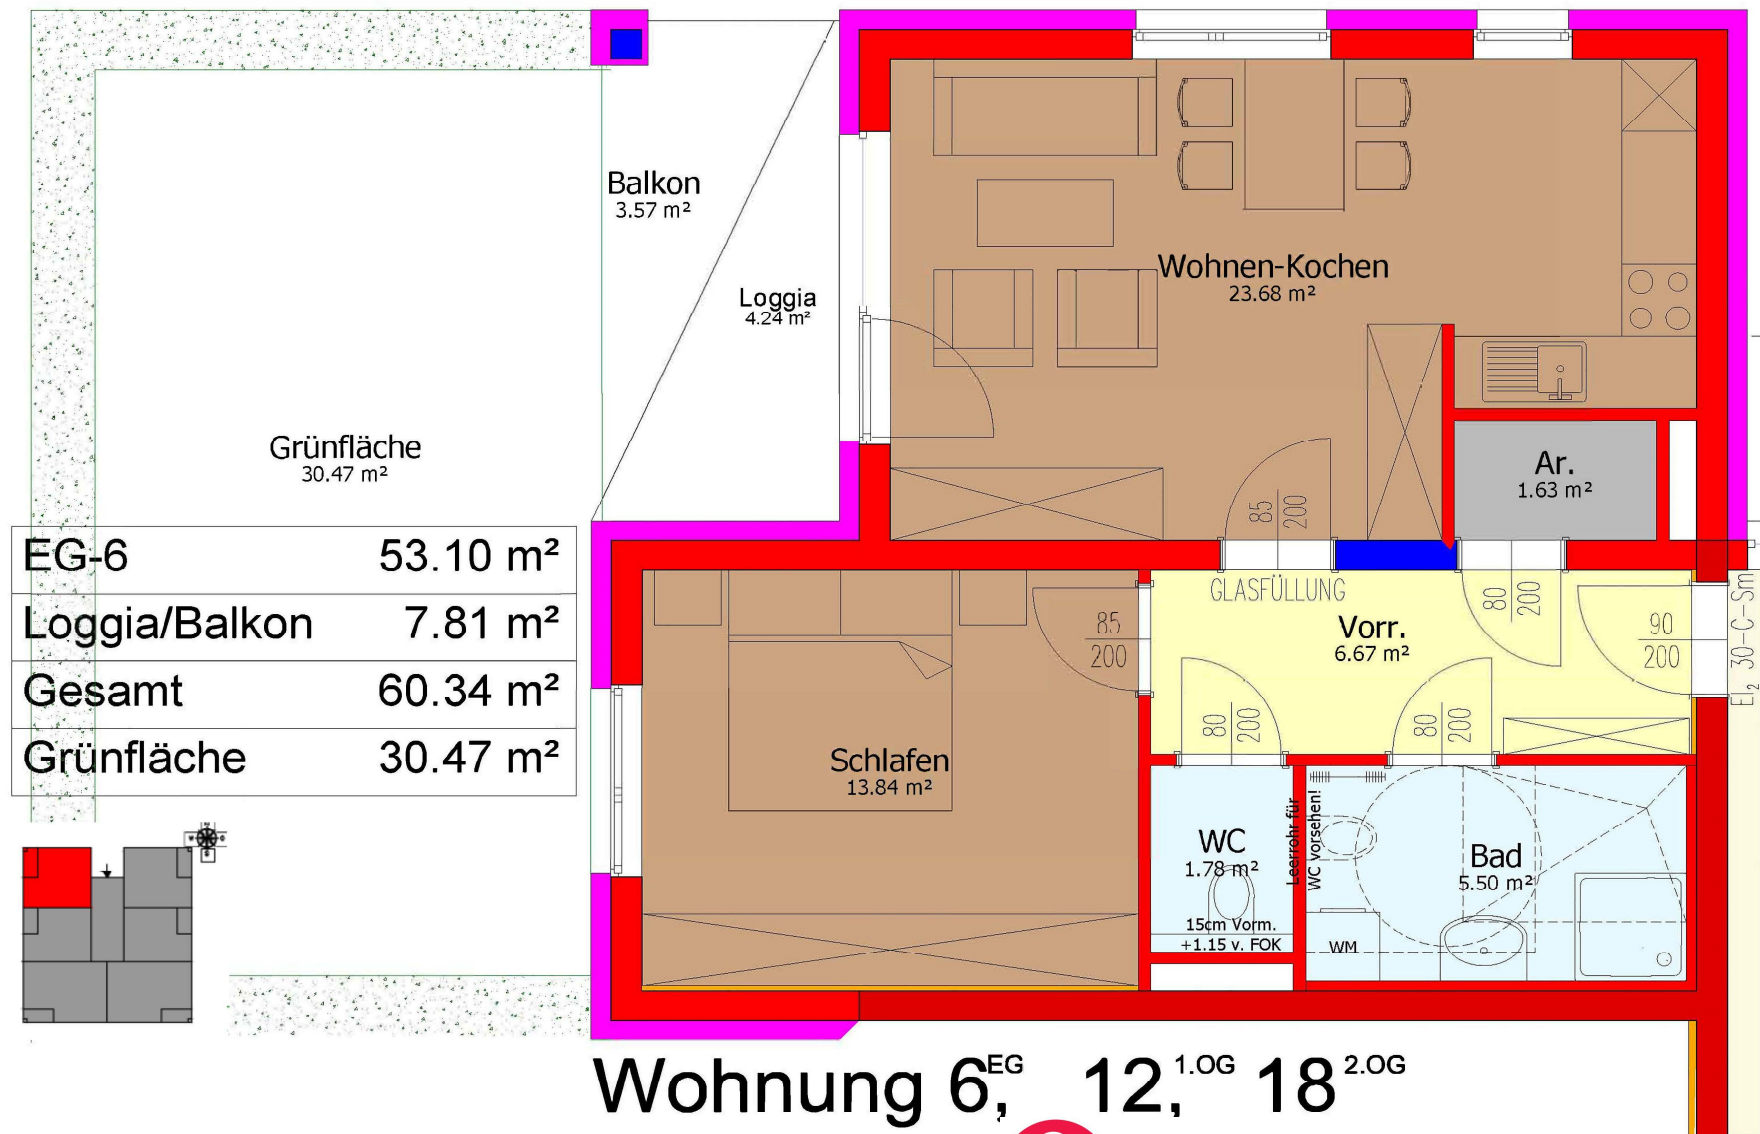 Balkon
3.57 m²
Loggia
4.24 m²
Wohnen-Kochen
23.68 m²
Grünfläche
30.47 m²
Ar.
1.63 m²
85
200
EG-6 53.10 m²
Loggia/Balkon 7.81 m²
Gesamt 60.34 m²
Grünfläche 30.47 m²
GLASFÜLLUNG
80
200
85
200
Vorr.
6.67 m²
90
200
EI₂ 30-C-Sm
80
200
80
200
Schlafen
13.84 m²
WC
1.78 m²
15cm Vorm.
+1.15 v. FOK
Leerrohr für
WC vorsehen!
Bad
5.50 m²
WM
Wohnung 6,EG 12,1.OG 18 2.OG